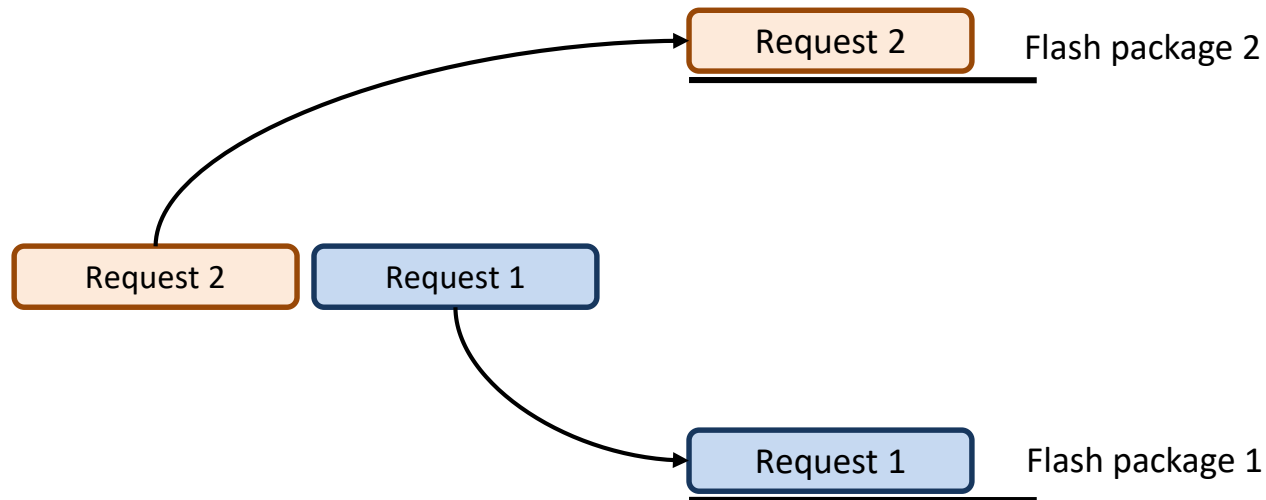 Request 2
Flash package 2
Request 2
Request 1
Request 1
Flash package 1